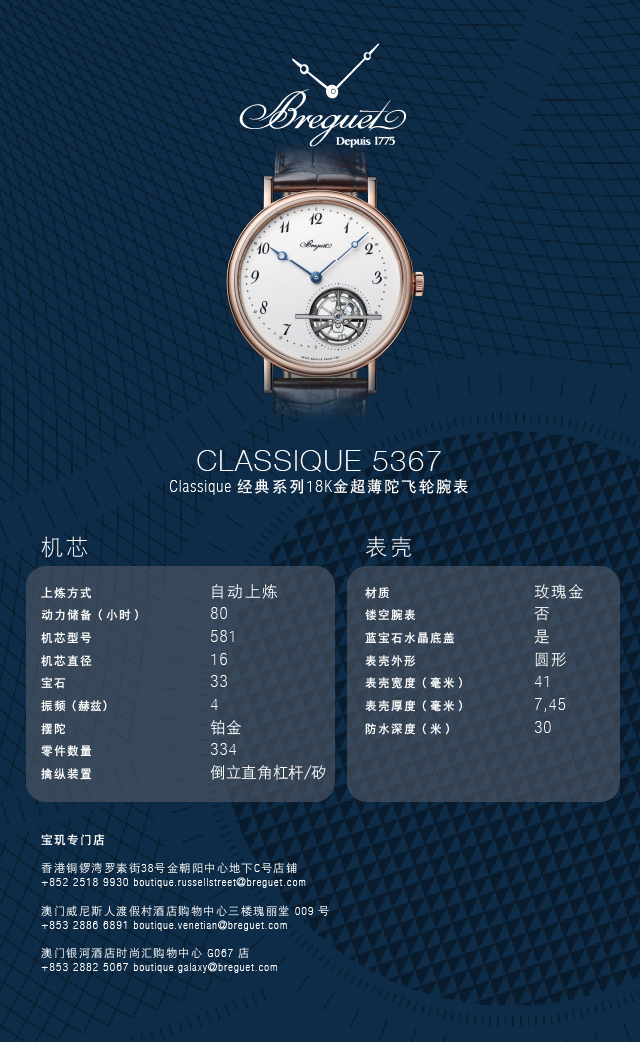 Breguet
Depuis 1775
12
11
1
10
Breguet
2
9
3
8
7
CLASSIQUE 5367
Classique 经典系列18K金超薄陀飞轮腕表
机芯
表壳
上炼方式 自动上炼
动力储备（小时） 80
机芯型号 581
机芯直径 16
宝石 33
振频（赫兹） 4
摆陀 铂金
零件数量 334
擒纵装置 倒立直角杠杆/矽
材质 玫瑰金
镂空腕表 否
蓝宝石水晶底盖 是
表壳外形 圆形
表壳宽度（毫米） 41
表壳厚度（毫米） 7,45
防水深度（米） 30
宝玑专门店
香港铜锣湾罗素街38号金朝阳中心地下C号店铺
+852 2518 9930 boutique.russellstreet@breguet.com
澳门威尼斯人渡假村酒店购物中心三楼瑰丽堂 009 号
+853 2886 6891 boutique.venetian@breguet.com
澳门银河酒店时尚汇购物中心 G067 店
+853 2882 5067 boutique.galaxy@breguet.com